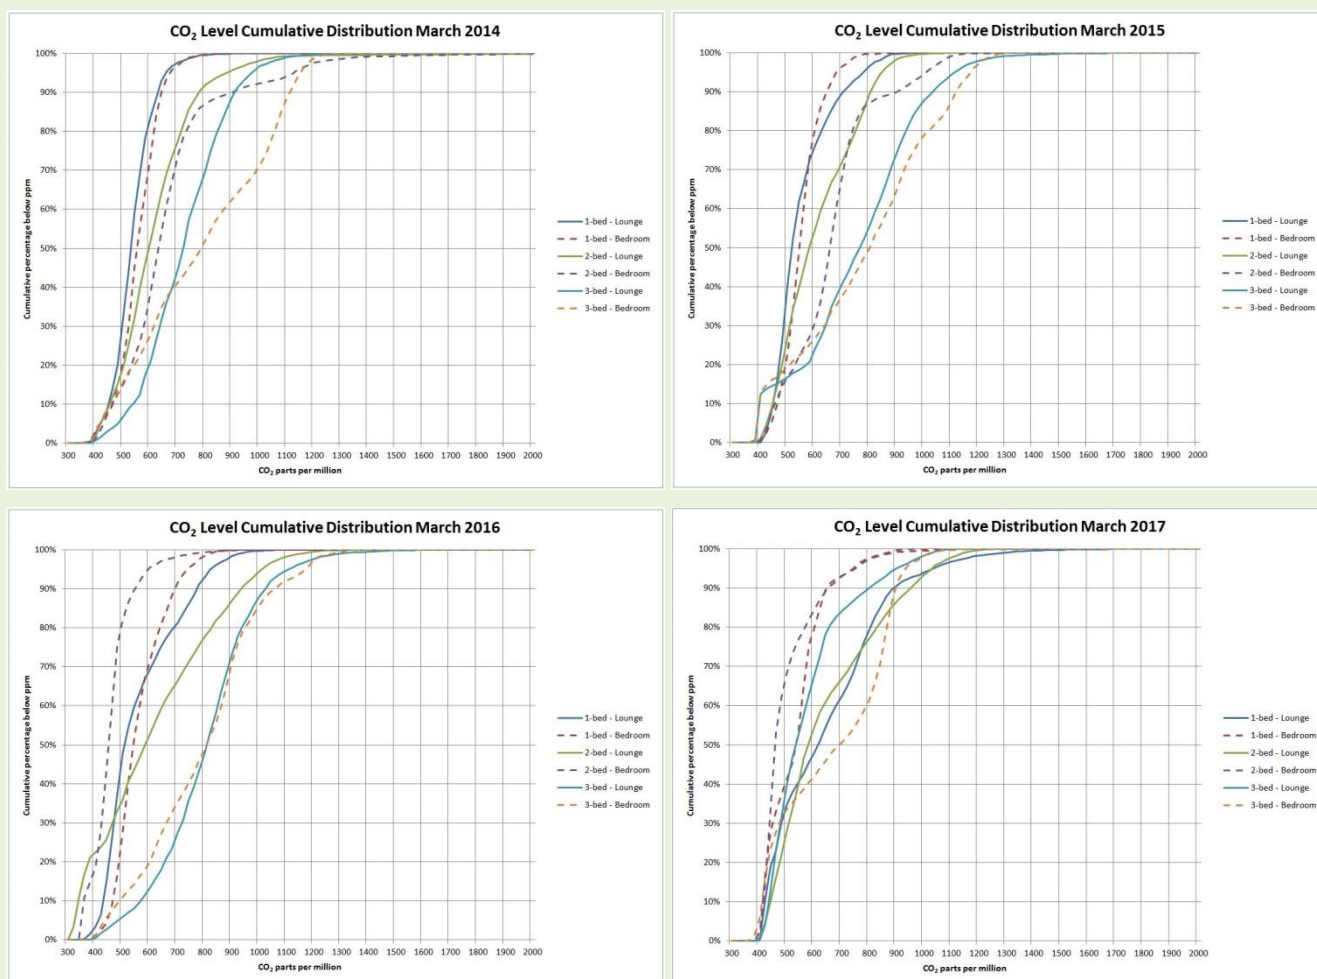 CO₂ Level Cumulative Distribution March 2014
Cumulative percentage below ppm
100%
90%
80%
70%
60%
50%
40%
30%
20%
10%
0%
300 400 500 600 700 800 900 1000 1100 1200 1300 1400 1500 1600 1700 1800 1900 2000
CO₂ parts per million
1-bed - Lounge
1-bed - Bedroom
2-bed - Lounge
2-bed - Bedroom
3-bed - Lounge
3-bed - Bedroom
CO₂ Level Cumulative Distribution March 2015
Cumulative percentage below ppm
100%
90%
80%
70%
60%
50%
40%
30%
20%
10%
0%
300 400 500 600 700 800 900 1000 1100 1200 1300 1400 1500 1600 1700 1800 1900 2000
CO₂ parts per million
1-bed - Lounge
1-bed - Bedroom
2-bed - Lounge
2-bed - Bedroom
3-bed - Lounge
3-bed - Bedroom
CO₂ Level Cumulative Distribution March 2016
Cumulative percentage below ppm
100%
90%
80%
70%
60%
50%
40%
30%
20%
10%
0%
300 400 500 600 700 800 900 1000 1100 1200 1300 1400 1500 1600 1700 1800 1900 2000
CO₂ parts per million
1-bed - Lounge
1-bed - Bedroom
2-bed - Lounge
2-bed - Bedroom
3-bed - Lounge
3-bed - Bedroom
CO₂ Level Cumulative Distribution March 2017
Cumulative percentage below ppm
100%
90%
80%
70%
60%
50%
40%
30%
20%
10%
0%
300 400 500 600 700 800 900 1000 1100 1200 1300 1400 1500 1600 1700 1800 1900 2000
CO₂ parts per million
1-bed - Lounge
1-bed - Bedroom
2-bed - Lounge
2-bed - Bedroom
3-bed - Lounge
3-bed - Bedroom